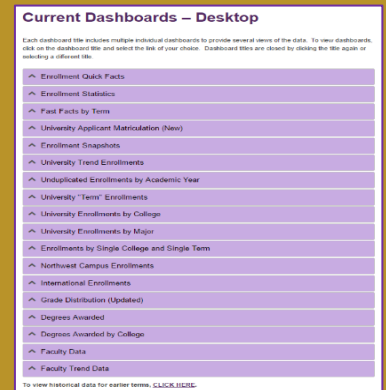 Current Dashboards – Desktop
Each dashboard title includes multiple individual dashboards to provide several views of the data. To view dashboards,
click on the dashboard title and select the link of your choice. Dashboard titles are closed by clicking the title again or
selecting a different title.
Enrollment Quick Facts
Enrollment Statistics
Fast Facts by Term
University Applicant Matriculation (New)
Enrollment Snapshots
University Trend Enrollments
Unduplicated Enrollments by Academic Year
University "Term" Enrollments
University Enrollments by College
University Enrollments by Major
Enrollments by Single College and Single Term
Northwest Campus Enrollments
International Enrollments
Grade Distribution (Updated)
Degrees Awarded
Degrees Awarded by College
Faculty Data
Faculty Trend Data
To view historical data for earlier terms, CLICK HERE.